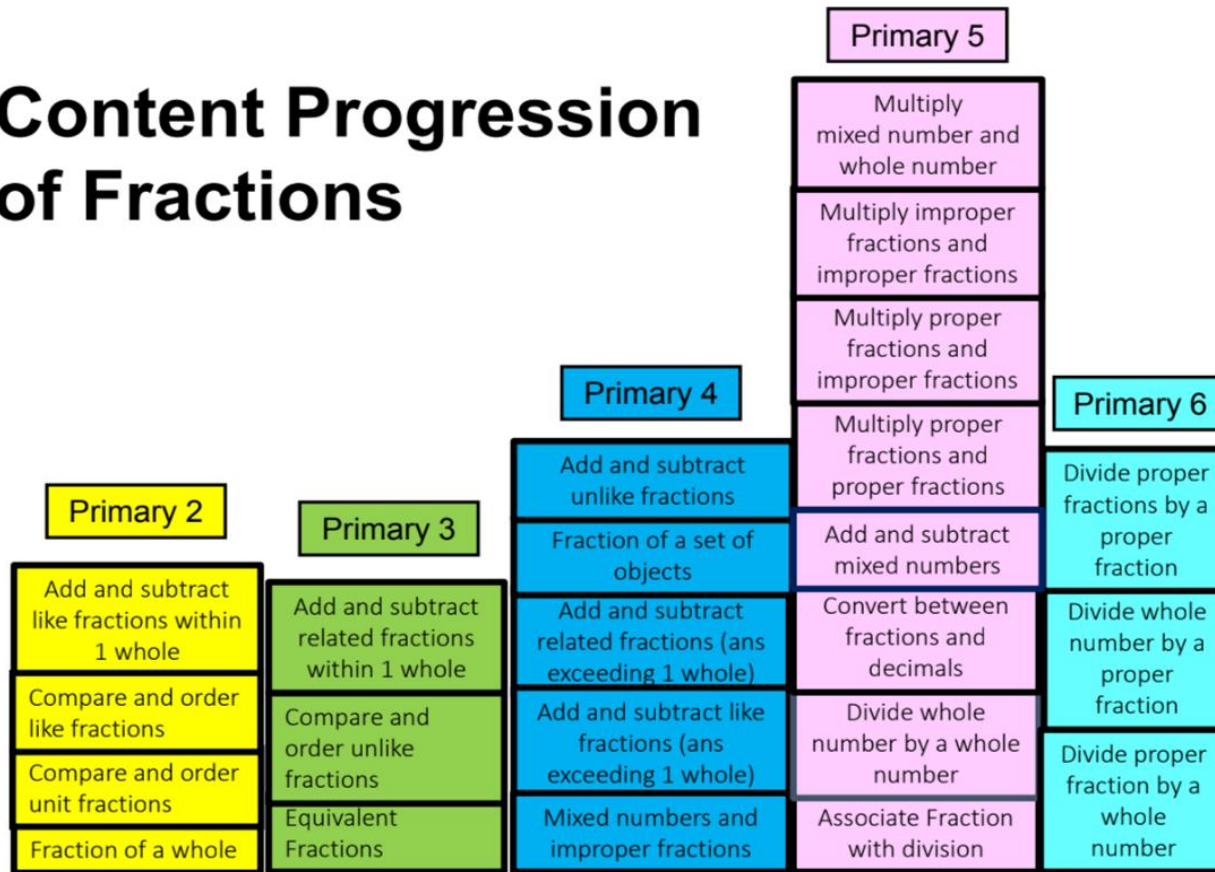 Content Progression
of Fractions
Primary 2
Add and subtract
like fractions within
1 whole
Compare and order
like fractions
Compare and order
unit fractions
Fraction of a whole
Primary 3
Add and subtract
related fractions
within 1 whole
Compare and
order unlike
fractions
Equivalent
Fractions
Primary 4
Add and subtract
unlike fractions
Fraction of a set of
objects
Add and subtract
related fractions (ans
exceeding 1 whole)
Add and subtract like
fractions (ans
exceeding 1 whole)
Mixed numbers and
improper fractions
Primary 5
Multiply
mixed number and
whole number
Multiply improper
fractions and
improper fractions
Multiply proper
fractions and
improper fractions
Multiply proper
fractions and
proper fractions
Add and subtract
mixed numbers
Convert between
fractions and
decimals
Divide whole
number by a whole
number
Associate Fraction
with division
Primary 6
Divide proper
fractions by a
proper
fraction
Divide whole
number by a
proper
fraction
Divide proper
fraction by a
whole
number